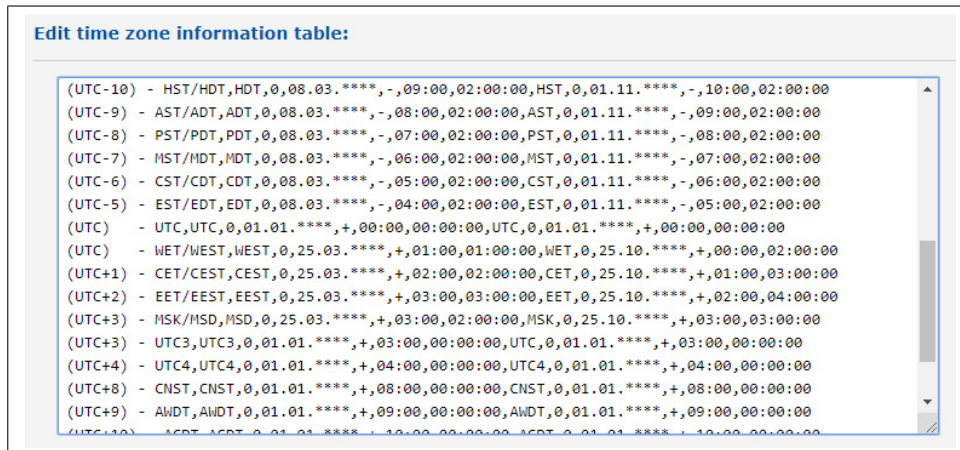 Edit time zone information table:
(UTC-10) - HST/HDT,HDT,0,08.03.****,-,09:00,02:00:00,HST,0,01.11.****,-,10:00,02:00:00
(UTC-9) - AST/ADT,ADT,0,08.03.****,-,08:00,02:00:00,AST,0,01.11.****,-,09:00,02:00:00
(UTC-8) - PST/PDT,PDT,0,08.03.****,-,07:00,02:00:00,PST,0,01.11.****,-,08:00,02:00:00
(UTC-7) - MST/MDT,MDT,0,08.03.****,-,06:00,02:00:00,MST,0,01.11.****,-,07:00,02:00:00
(UTC-6) - CST/CDT,CDT,0,08.03.****,-,05:00,02:00:00,CST,0,01.11.****,-,06:00,02:00:00
(UTC-5) - EST/EDT,EDT,0,08.03.****,-,04:00,02:00:00,EST,0,01.11.****,-,05:00,02:00:00
(UTC)   - UTC,UTC,0,01.01.****,+,00:00,00:00:00,UTC,0,01.01.****,+,00:00,00:00:00
(UTC)   - WET/WEST,WEST,0,25.03.****,+,01:00,01:00:00,WET,0,25.10.****,+,00:00,02:00:00
(UTC+1) - CET/CEST,CEST,0,25.03.****,+,02:00,02:00:00,CET,0,25.10.****,+,01:00,03:00:00
(UTC+2) - EET/EEST,EEST,0,25.03.****,+,03:00,03:00:00,EET,0,25.10.****,+,02:00,04:00:00
(UTC+3) - MSK/MSD,MSD,0,25.03.****,+,03:00,02:00:00,MSK,0,25.10.****,+,03:00,03:00:00
(UTC+3) - UTC3,UTC3,0,01.01.****,+,03:00,00:00:00,UTC,0,01.01.****,+,03:00,00:00:00
(UTC+4) - UTC4,UTC4,0,01.01.****,+,04:00,00:00:00,UTC4,0,01.01.****,+,04:00,00:00:00
(UTC+8) - CNST,CNST,0,01.01.****,+,08:00,00:00:00,CNST,0,01.01.****,+,08:00,00:00:00
(UTC+9) - AWDT,AWDT,0,01.01.****,+,09:00,00:00:00,AWDT,0,01.01.****,+,09:00,00:00:00